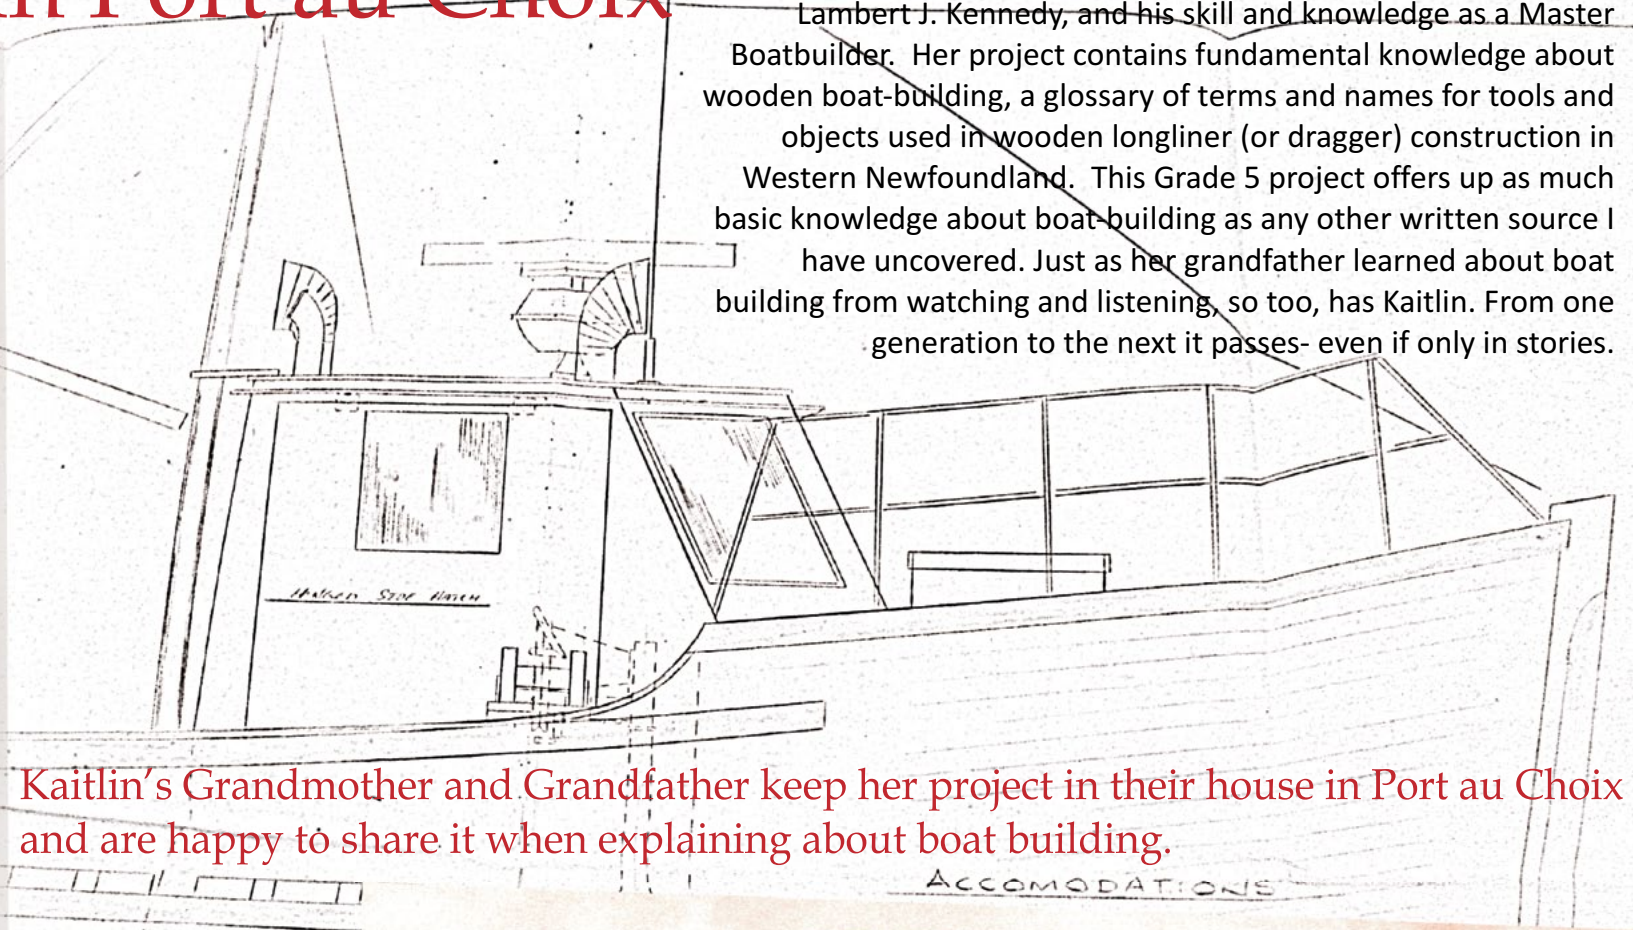 in Port au Choix
Lambert J. Kennedy, and his skill and knowledge as a Master
Boatbuilder.  Her project contains fundamental knowledge about
wooden boat-building, a glossary of terms and names for tools and
objects used in wooden longliner (or dragger) construction in
Western Newfoundland.  This Grade 5 project offers up as much
basic knowledge about boat-building as any other written source I
have uncovered. Just as her grandfather learned about boat
building from watching and listening, so too, has Kaitlin. From one
generation to the next it passes- even if only in stories.
Kaitlin’s Grandmother and Grandfather keep her project in their house in Port au Choix
and are happy to share it when explaining about boat building.
ACCOMODATIONS